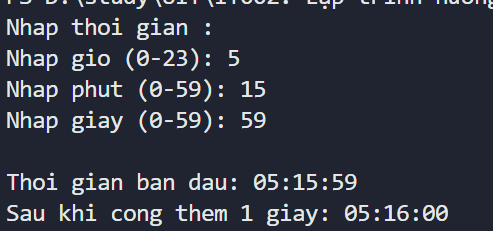 Nhap thoi gian :
Nhap gio (0-23): 5
Nhap phut (0-59): 15
Nhap giay (0-59): 59
Thoi gian ban dau: 05:15:59
Sau khi cong them 1 giay: 05:16:00